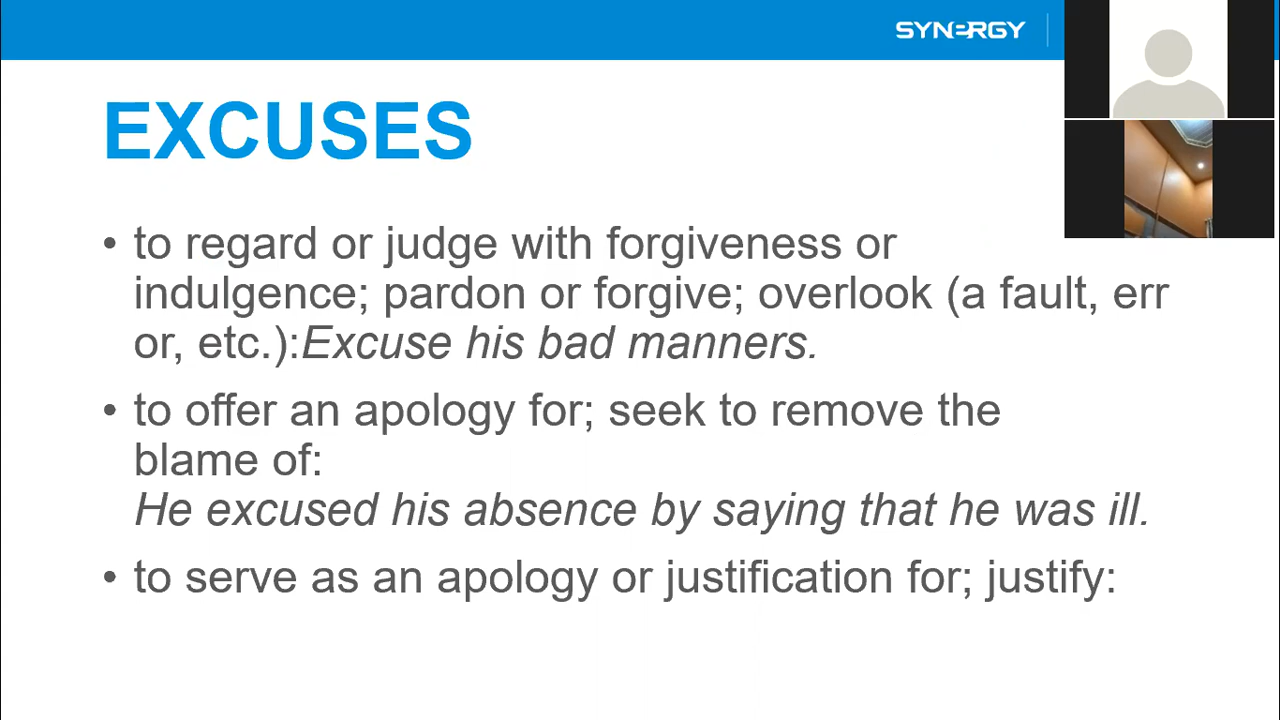 SYNERGY
EXCUSES
• to regard or judge with forgiveness or
indulgence; pardon or forgive; overlook (a fault, err
or, etc.):Excuse his bad manners.
• to offer an apology for; seek to remove the
blame of:
He excused his absence by saying that he was ill.
• to serve as an apology or justification for; justify: